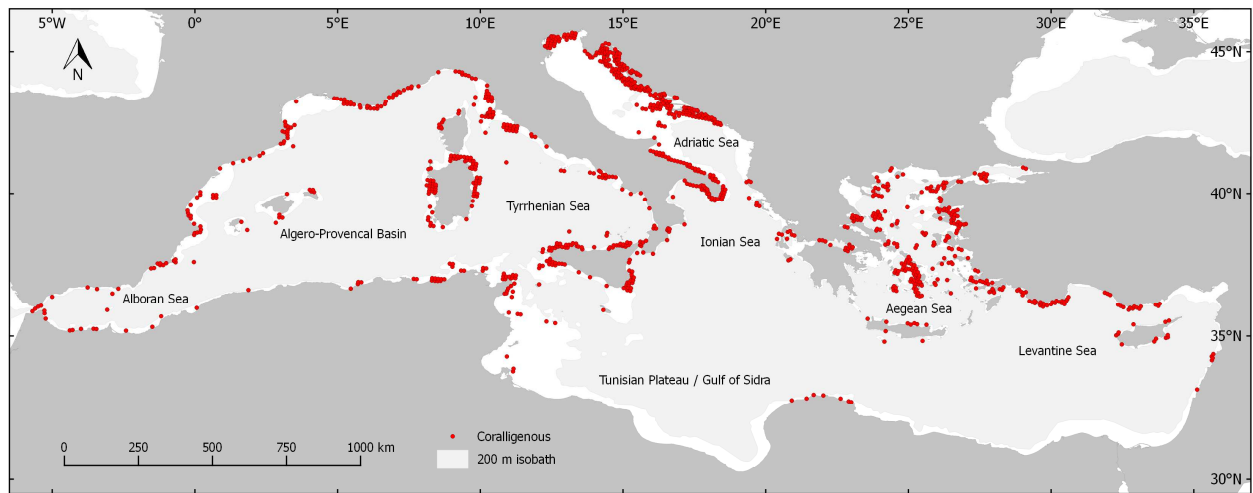 5°W 0° 5°E 10°E 15°E 20°E 25°E 30°E 35°E
45°N
N
Adriatic Sea
40°N
Tyrrhenian Sea
Algero-Provencal Basin
Ionian Sea
Alboran Sea
Aegean Sea
35°N
Levantine Sea
Tunisian Plateau / Gulf of Sidra
Coralligenous
0 250 500 750 1000 km
200 m isobath
30°N